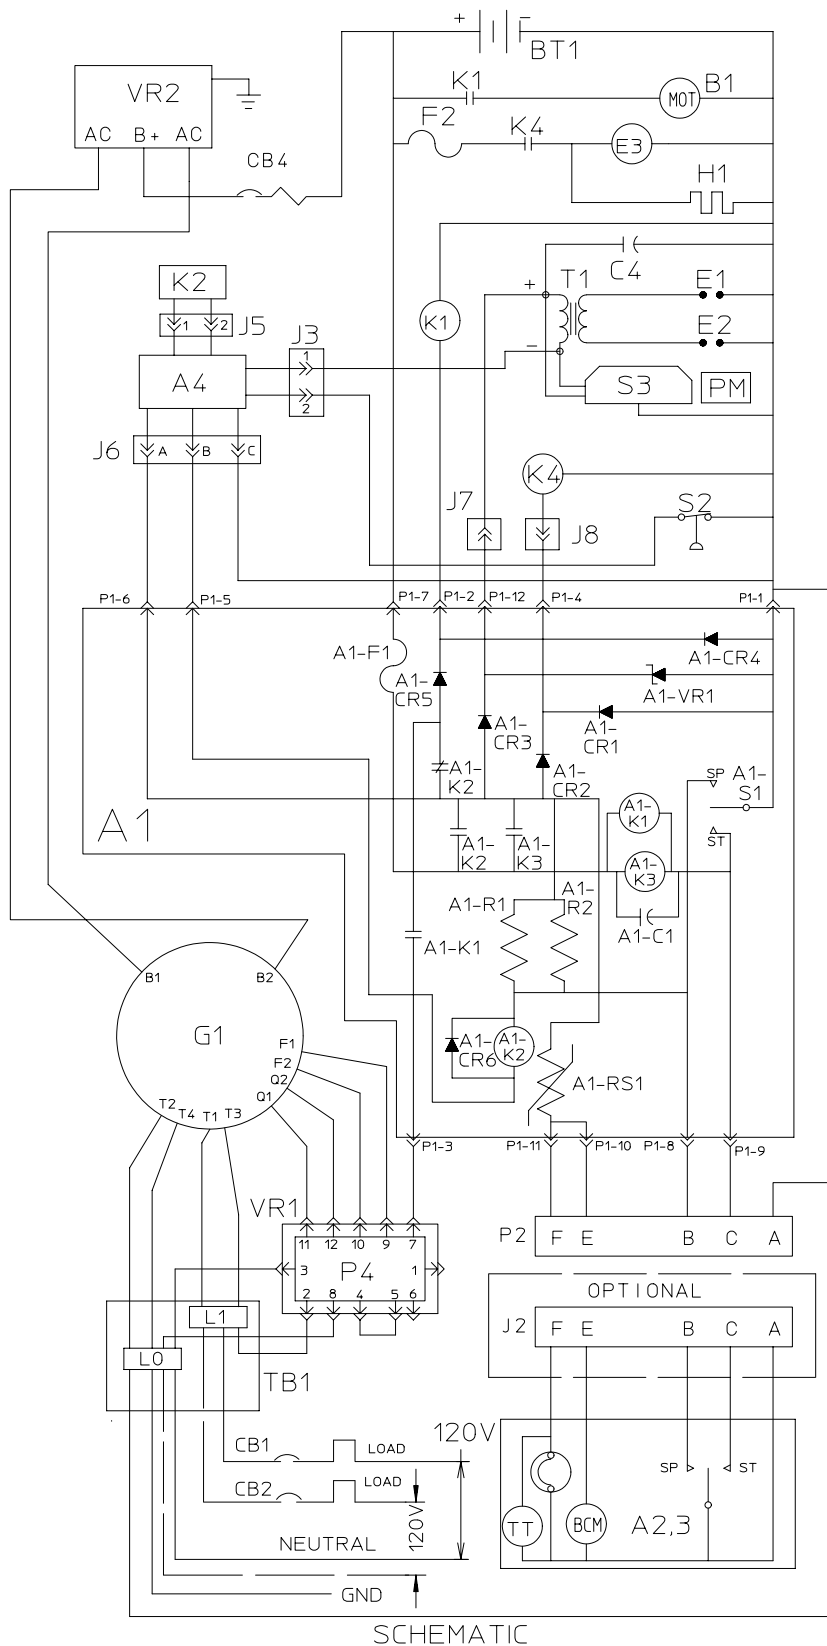 + −
BT1
K1
B1
MOT
VR2
AC B+ AC
F2
K4
E3
CB4
H1
C4
K2
+
T1
E1
J5
1 2
K1
E2
J3
1
−
A4
S3
PM
2
J6
A B C
K4
J7
S2
J8
P1-6 P1-5 P1-7 P1-2 P1-12 P1-4 P1-1
A1-F1
A1-CR4
A1-
CR5
A1-VR1
A1-
CR3
A1-
CR1
A1-
K2
A1-
CR2
SP
A1-
S1
A1
A1-
K1
ST
A1-
K2
A1-
K3
A1-
K3
A1-R1
A1-
R2
A1-C1
A1-K1
B1 B2
G1
F1
F2
Q2
Q1
T2
T4
T1
T3
A1-
CR6
A1-
K2
A1-RS1
P1-3 P1-11 P1-10 P1-8 P1-9
VR1
11 12 10 9 7
3 P4 1
2 8 4 5 6
P2
F E B C A
OPTIONAL
J2
F E B C A
L1
L0
TB1
120V
CB1
LOAD
CB2
LOAD
120V
SP ST
TT
BCM
A2,3
NEUTRAL
GND
SCHEMATIC